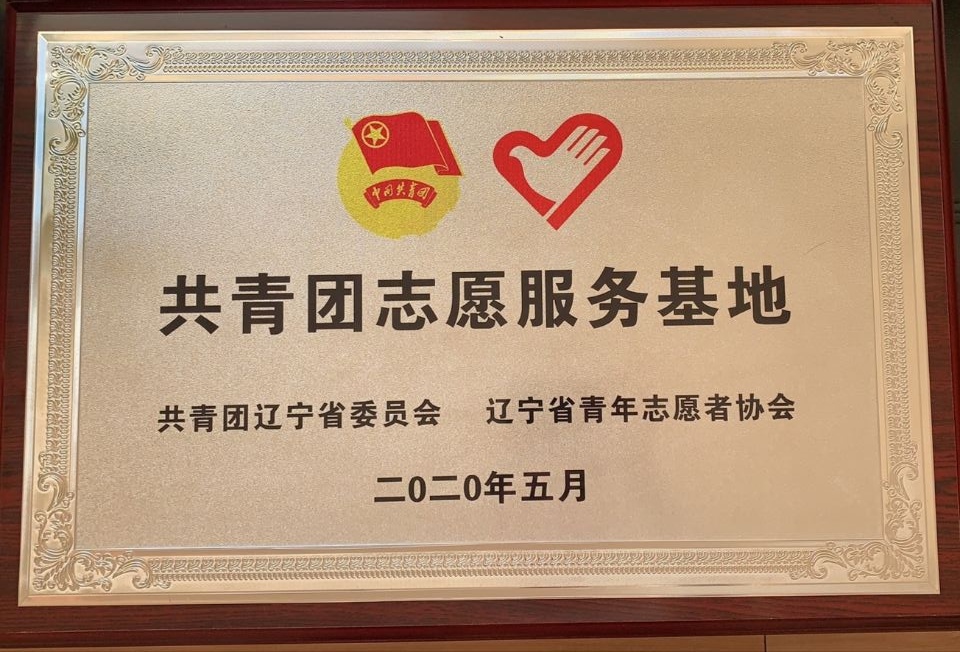 中国共青团
共青团志愿服务基地
共青团辽宁省委员会 辽宁省青年志愿者协会
二0二0年五月